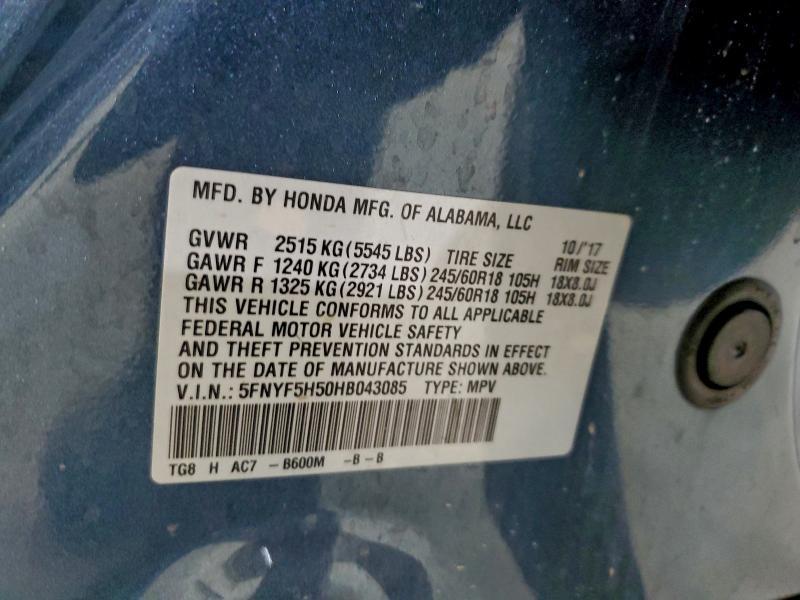 MFD. BY HONDA MFG. OF ALABAMA, LLC
GVWR 2515 KG (5545 LBS) TIRE SIZE 10/'17 RIM SIZE
GAWR F 1240 KG (2734 LBS) 245/60R18 105H 18X8.0J
GAWR R 1325 KG (2921 LBS) 245/60R18 105H 18X8.0J
THIS VEHICLE CONFORMS TO ALL APPLICABLE
FEDERAL MOTOR VEHICLE SAFETY
AND THEFT PREVENTION STANDARDS IN EFFECT
ON THE DATE OF MANUFACTURE SHOWN ABOVE.
V.I.N.: 5FNYF5H50HB043085 TYPE: MPV
TG8 H AC7 - B600M - B - B